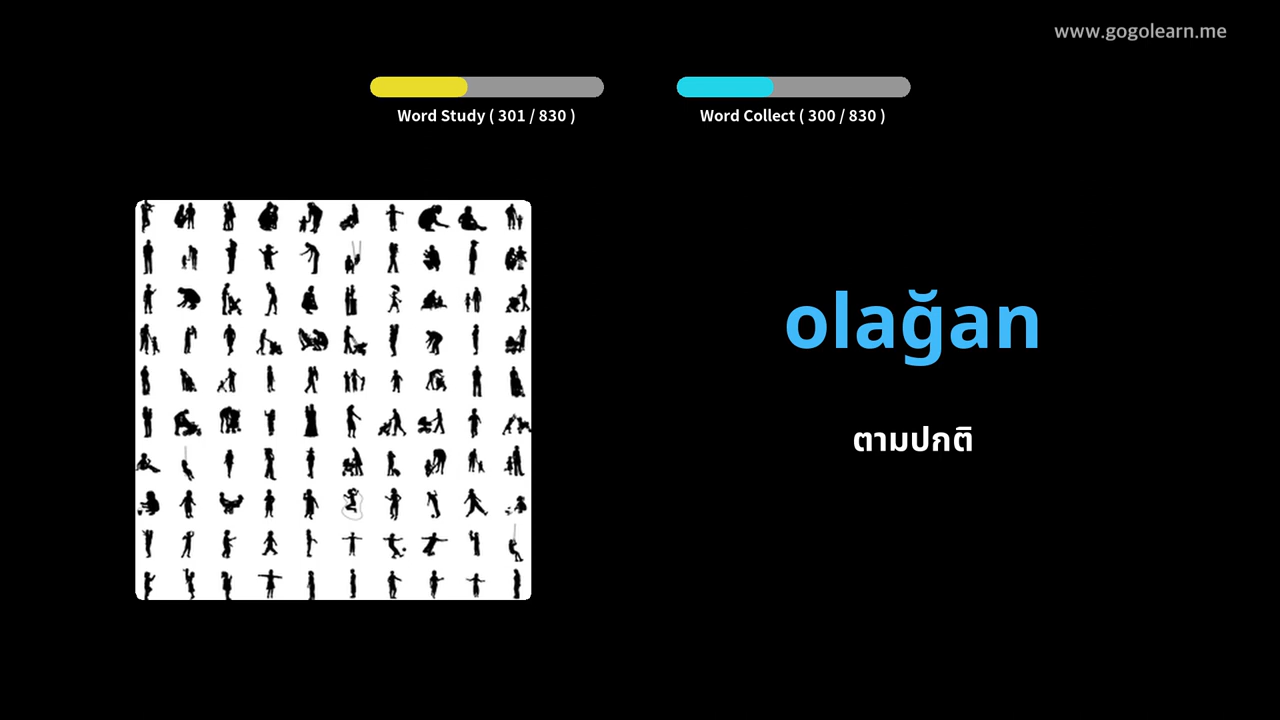 www.gogolearn.me
Word Study ( 301 / 830 )
Word Collect ( 300 / 830 )
olağan
ตามปกติ